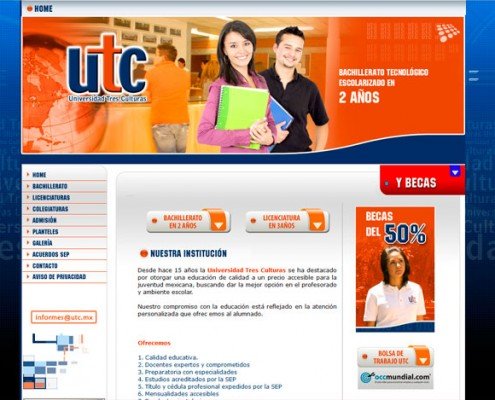 HOME
utc
Universidad Tres Culturas
BACHILLERATO TECNOLÓGICO
ESCOLARIZADO EN
2 AÑOS
Y BECAS
HOME
BACHILLERATO
LICENCIATURAS
COLEGIATURAS
ADMISIÓN
PLANTELES
GALERÍA
ACUERDOS SEP
CONTACTO
AVISO DE PRIVACIDAD
informer@utc.mx
BACHILLERATO
EN 2 AÑOS
LICENCIATURA
EN 3AÑOS
NUESTRA INSTITUCIÓN
Desde hace 15 años la Universidad Tres Culturas se ha destacado
por otorgar una educación de calidad a un precio accesible para la
juventud mexicana, buscando dar la mejor opción en el profesorado
y ambiente escolar.
Nuestro compromiso con la educación está reflejado en la atención
personalizada que ofrecemos al alumnado.
Ofrecemos
1. Calidad educativa.
2. Docentes expertos y comprometidos
3. Preparatoria con especialidades
4. Estudios acreditados por la SEP
5. Título y cédula profesional expedidos por la SEP
6. Mensualidades accesibles
BECAS
DEL 50%
BOLSA DE
TRABAJO UTC
occmundial.com